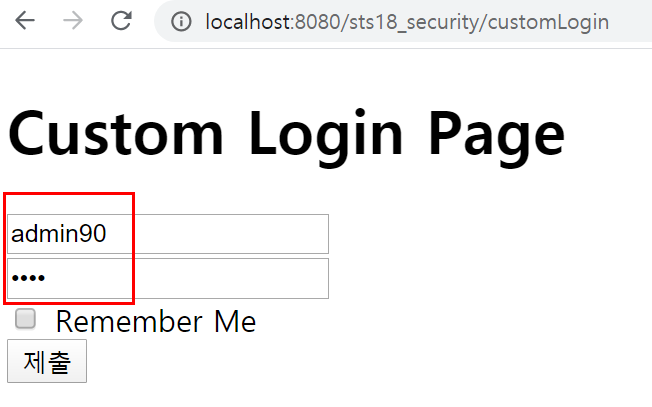 localhost:8080/sts18_security/customLogin
Custom Login Page
admin90
••••
Remember Me
제출